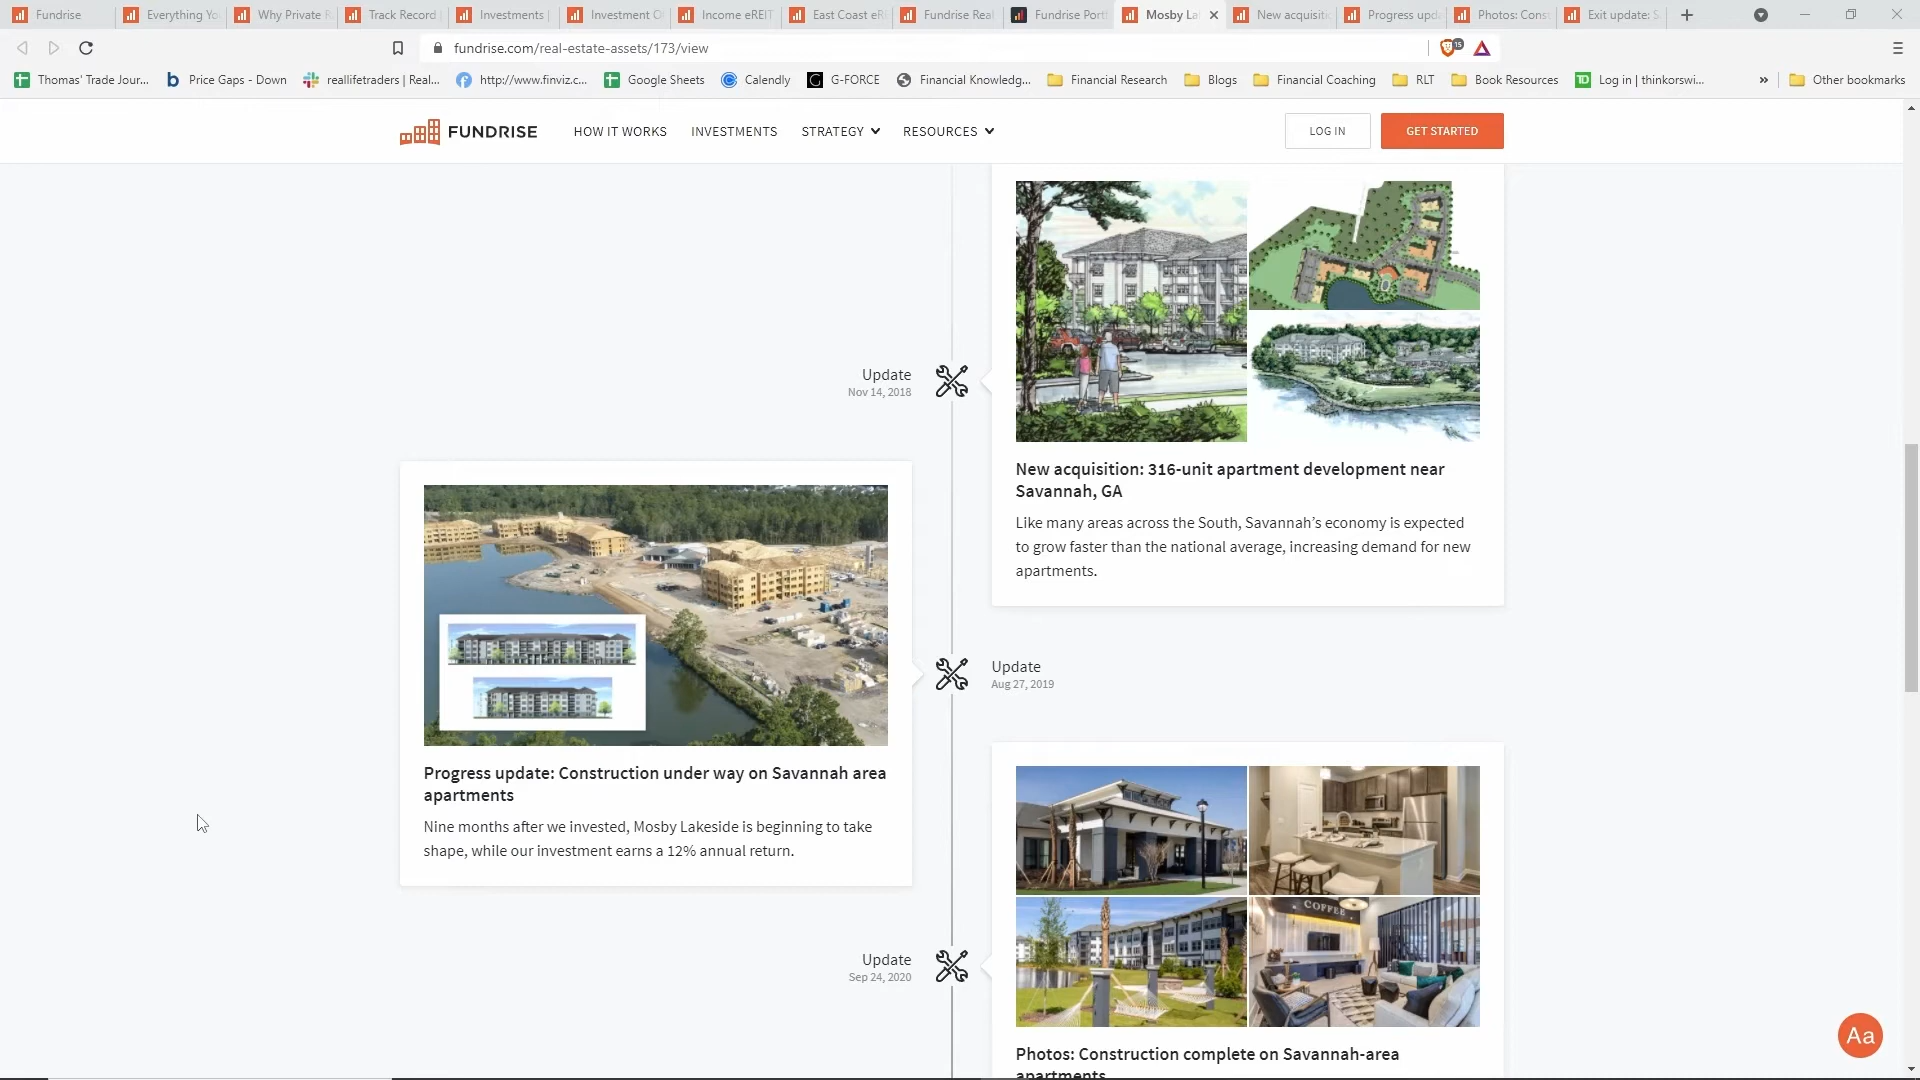 Fundrise
Everything Yo
Why Private R
Track Record
Investments |
Investment O
Income eREIT
East Coast eR
Fundrise Real
Fundrise Port
Mosby La
New acquisiti
Progress upd
Photos: Const
Exit update: S
fundrise.com/real-estate-assets/173/view
15
Thomas' Trade Jour...
Price Gaps - Down
reallifetraders | Real...
http://www.finviz.c...
Google Sheets
Calendly
G-FORCE
Financial Knowledg...
Financial Research
Blogs
Financial Coaching
RLT
Book Resources
Log in | thinkorswi...
»
Other bookmarks
FUNDRISE
HOW IT WORKS
INVESTMENTS
STRATEGY
RESOURCES
LOG IN
GET STARTED
Update
Nov 14, 2018
New acquisition: 316-unit apartment development near
Savannah, GA
Like many areas across the South, Savannah’s economy is expected
to grow faster than the national average, increasing demand for new
apartments.
Update
Aug 27, 2019
Progress update: Construction under way on Savannah area
apartments
Nine months after we invested, Mosby Lakeside is beginning to take
shape, while our investment earns a 12% annual return.
Update
Sep 24, 2020
COFFEE
Photos: Construction complete on Savannah-area
apartments
Aa